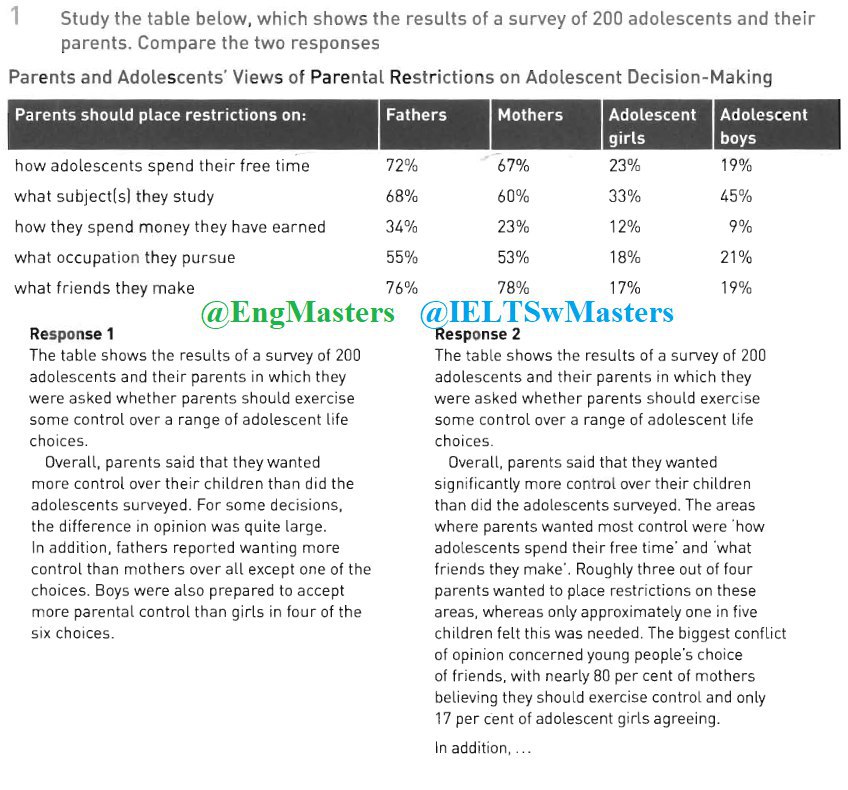 1 Study the table below, which shows the results of a survey of 200 adolescents and their
parents. Compare the two responses
Parents and Adolescents' Views of Parental Restrictions on Adolescent Decision-Making
Parents should place restrictions on: Fathers Mothers Adolescent girls Adolescent boys
how adolescents spend their free time 72% 67% 23% 19%
what subject(s) they study 68% 60% 33% 45%
how they spend money they have earned 34% 23% 12% 9%
what occupation they pursue 55% 53% 18% 21%
what friends they make 76% 78% 17% 19%
@EngMasters @IELTSwMasters
Response 1
The table shows the results of a survey of 200
adolescents and their parents in which they
were asked whether parents should exercise
some control over a range of adolescent life
choices.
Overall, parents said that they wanted
more control over their children than did the
adolescents surveyed. For some decisions,
the difference in opinion was quite large.
In addition, fathers reported wanting more
control than mothers over all except one of the
choices. Boys were also prepared to accept
more parental control than girls in four of the
six choices.
Response 2
The table shows the results of a survey of 200
adolescents and their parents in which they
were asked whether parents should exercise
some control over a range of adolescent life
choices.
Overall, parents said that they wanted
significantly more control over their children
than did the adolescents surveyed. The areas
where parents wanted most control were 'how
adolescents spend their free time' and 'what
friends they make'. Roughly three out of four
parents wanted to place restrictions on these
areas, whereas only approximately one in five
children felt this was needed. The biggest conflict
of opinion concerned young people's choice
of friends, with nearly 80 per cent of mothers
believing they should exercise control and only
17 per cent of adolescent girls agreeing.
In addition, ...